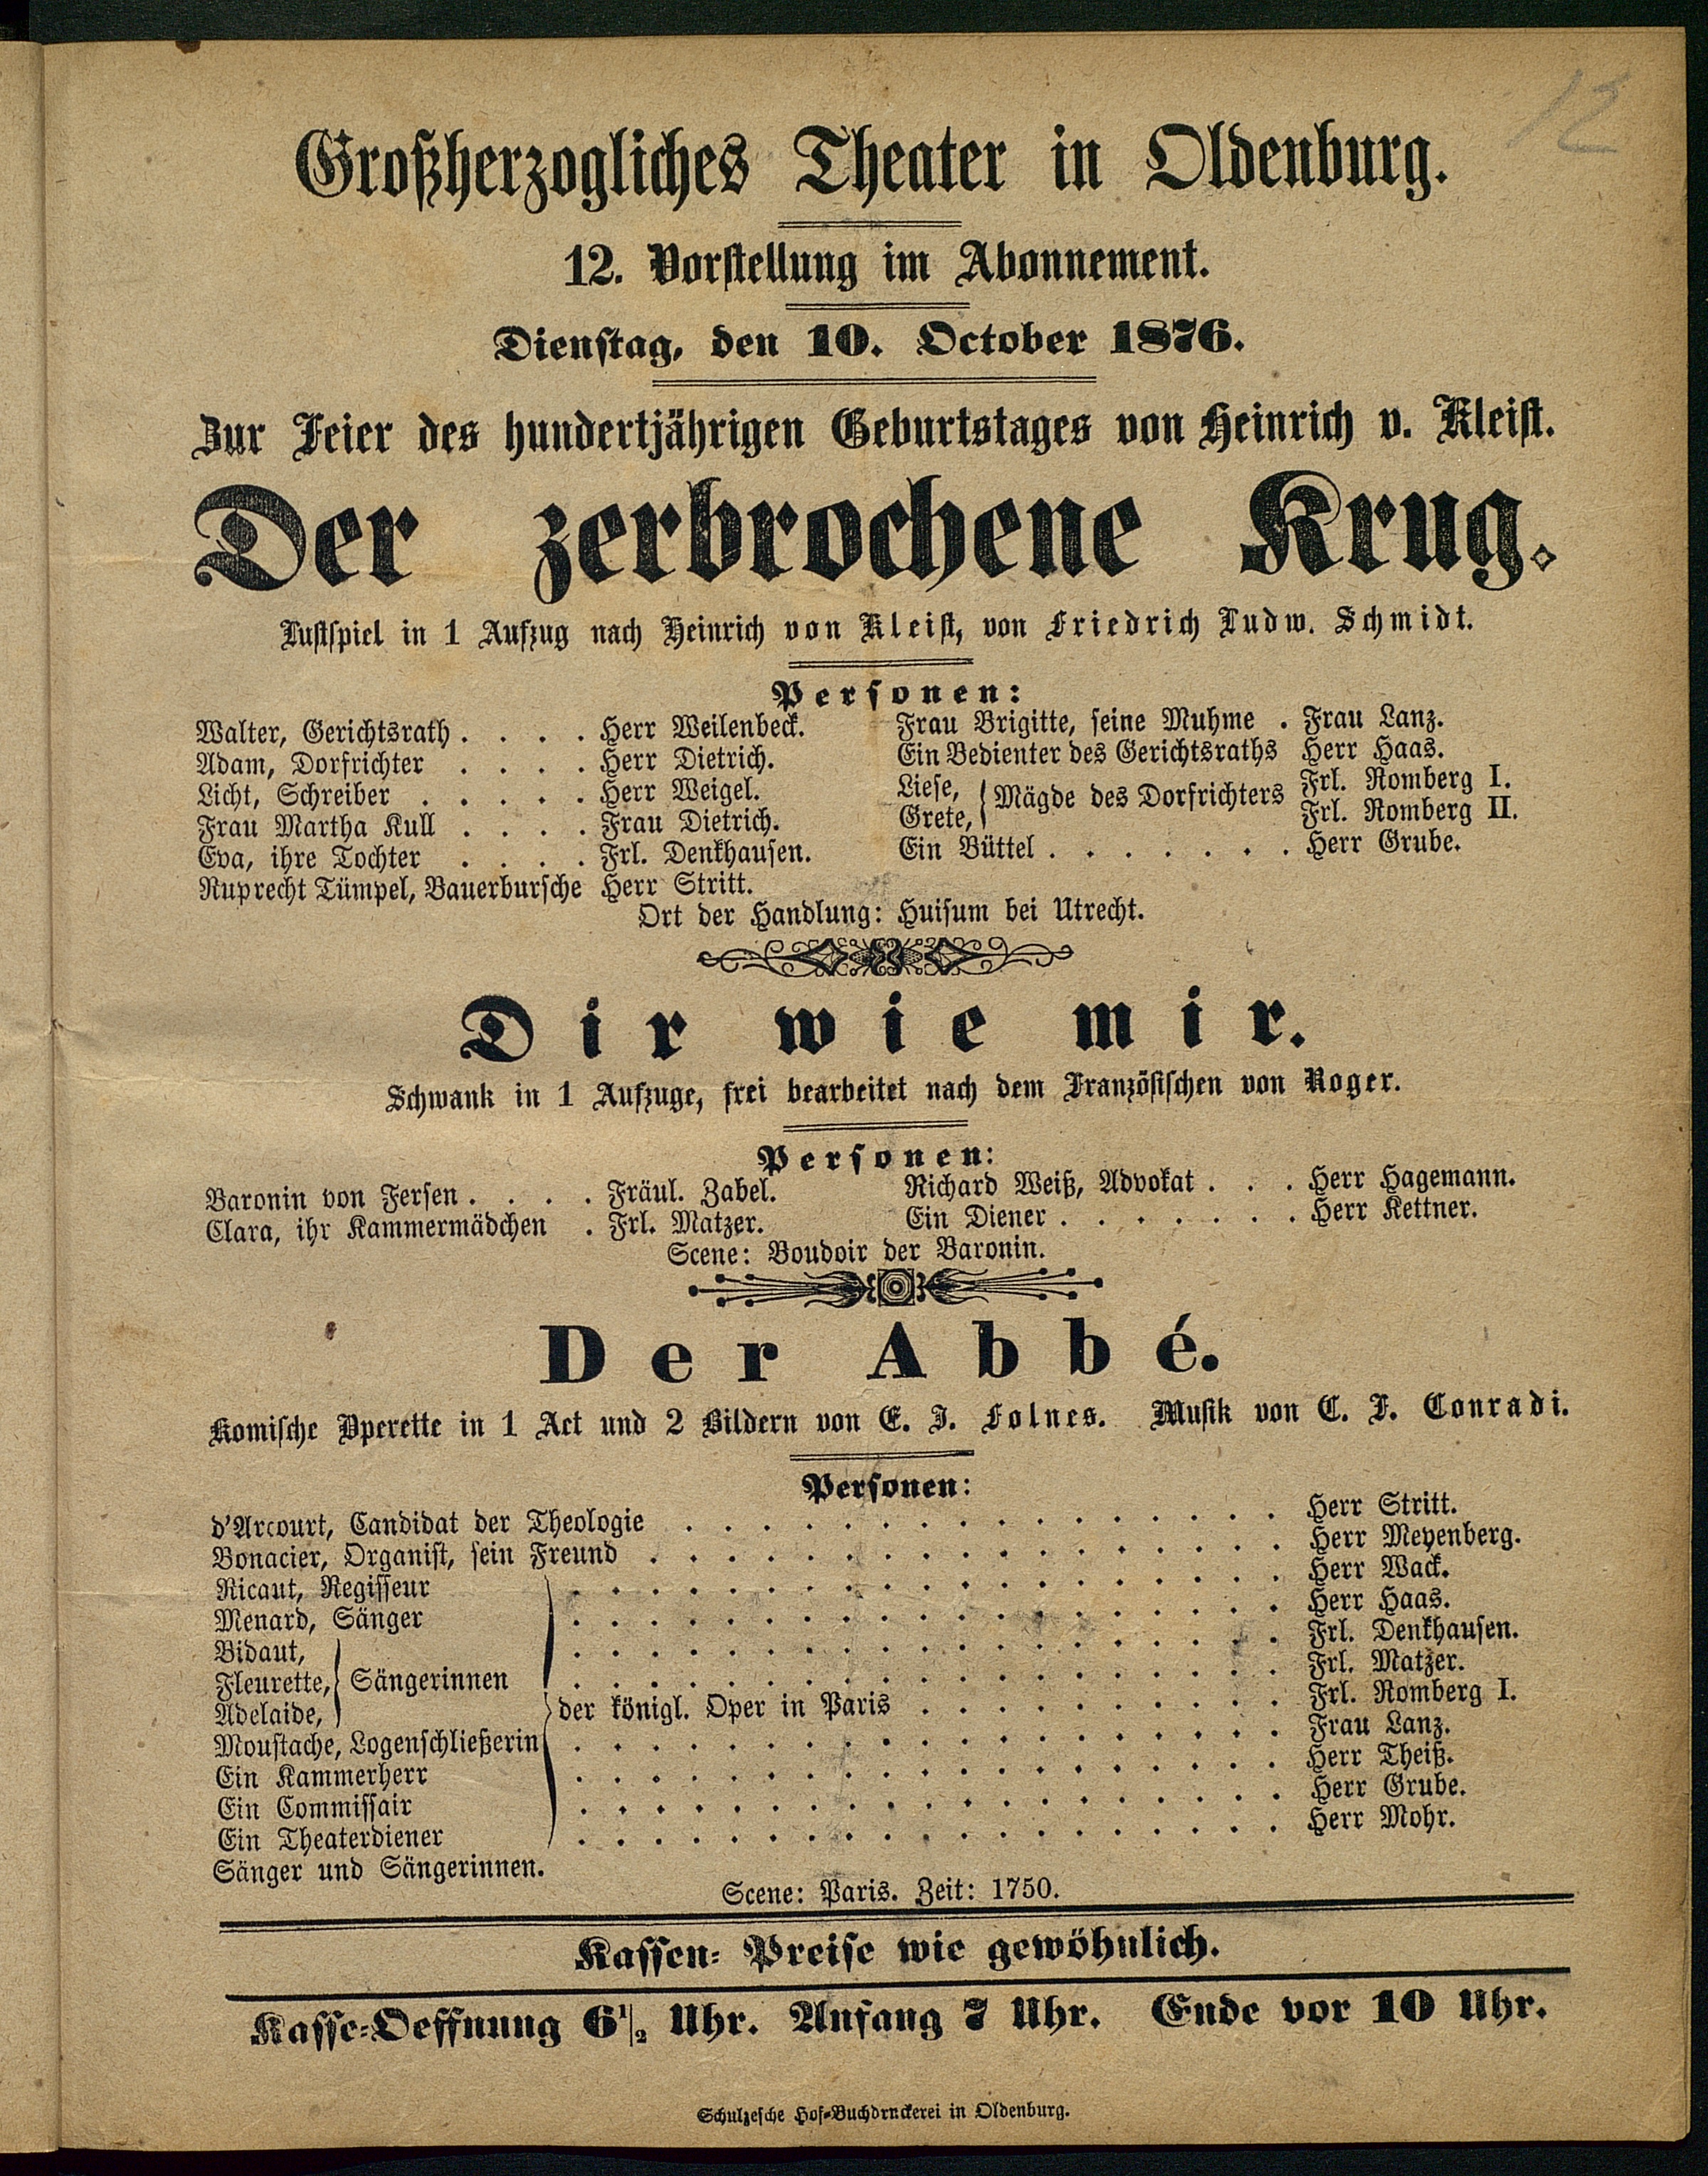 12
Großherzogliches Theater in Oldenburg.
12. Vorstellung im Abonnement.
Dienstag, den 10. October 1876.
Zur Feier des hundertjährigen Geburtstages von Heinrich v. Kleist.
Der zerbrochene Krug.
Lustspiel in 1 Aufzug nach Heinrich von Kleist, von Friedrich Ludw. Schmidt.
Personen:
Walter, Gerichtsrath . . . . Herr Weilenbeck.
Adam, Dorfrichter . . . . Herr Dietrich.
Licht, Schreiber . . . . . Herr Weigel.
Frau Martha Kull . . . . Frau Dietrich.
Eva, ihre Tochter . . . . Frl. Denkhausen.
Ruprecht Tümpel, Bauerbursche Herr Stritt.
Frau Brigitte, seine Muhme . Frau Lanz.
Ein Bedienter des Gerichtsraths Herr Haas.
Liese, } Mägde des Dorfrichters Frl. Romberg I.
Grete, Frl. Romberg II.
Ein Büttel . . . . . . . Herr Grube.
Ort der Handlung: Huisum bei Utrecht.
Dir wie mir.
Schwank in 1 Aufzuge, frei bearbeitet nach dem Französischen von Roger.
Personen:
Baronin von Fersen . . . . Fräul. Zabel.
Clara, ihr Kammermädchen . Frl. Matzer.
Richard Weiß, Advokat . . . Herr Hagemann.
Ein Diener . . . . . . . Herr Kettner.
Scene: Boudoir der Baronin.
Der Abbé.
Komische Operette in 1 Act und 2 Bildern von E. J. Folnes. Musik von C. F. Conradi.
Personen:
d'Arcourt, Candidat der Theologie . . . . . . . . . . . . . . . . Herr Stritt.
Bonacier, Organist, sein Freund . . . . . . . . . . . . . . . . . Herr Meyenberg.
Ricaut, Regisseur . . . . . . . . . . . . . . . . . . . Herr Wack.
Menard, Sänger . . . . . . . . . . . . . . . . . . . Herr Haas.
Bidaut, . . . . . . . . . . . . . . . . . . . Frl. Denkhausen.
Fleurette, } Sängerinnen . . . . . . . . . . . . . . . . . . . Frl. Matzer.
Adelaide, } der königl. Oper in Paris . . . . . . . . . . Frl. Romberg I.
Moustache, Logenschließerin . . . . . . . . . . . . . . . . . . . Frau Lanz.
Ein Kammerherr . . . . . . . . . . . . . . . . . . . Herr Theiß.
Ein Commissair . . . . . . . . . . . . . . . . . . . Herr Grube.
Ein Theaterdiener . . . . . . . . . . . . . . . . . . . Herr Mohr.
Sänger und Sängerinnen.
Scene: Paris. Zeit: 1750.
Kassen-Preise wie gewöhnlich.
Kasse-Oeffnung 6 1/2 Uhr. Anfang 7 Uhr. Ende vor 10 Uhr.
Schulzesche Hof-Buchdrnckerei in Oldenburg.